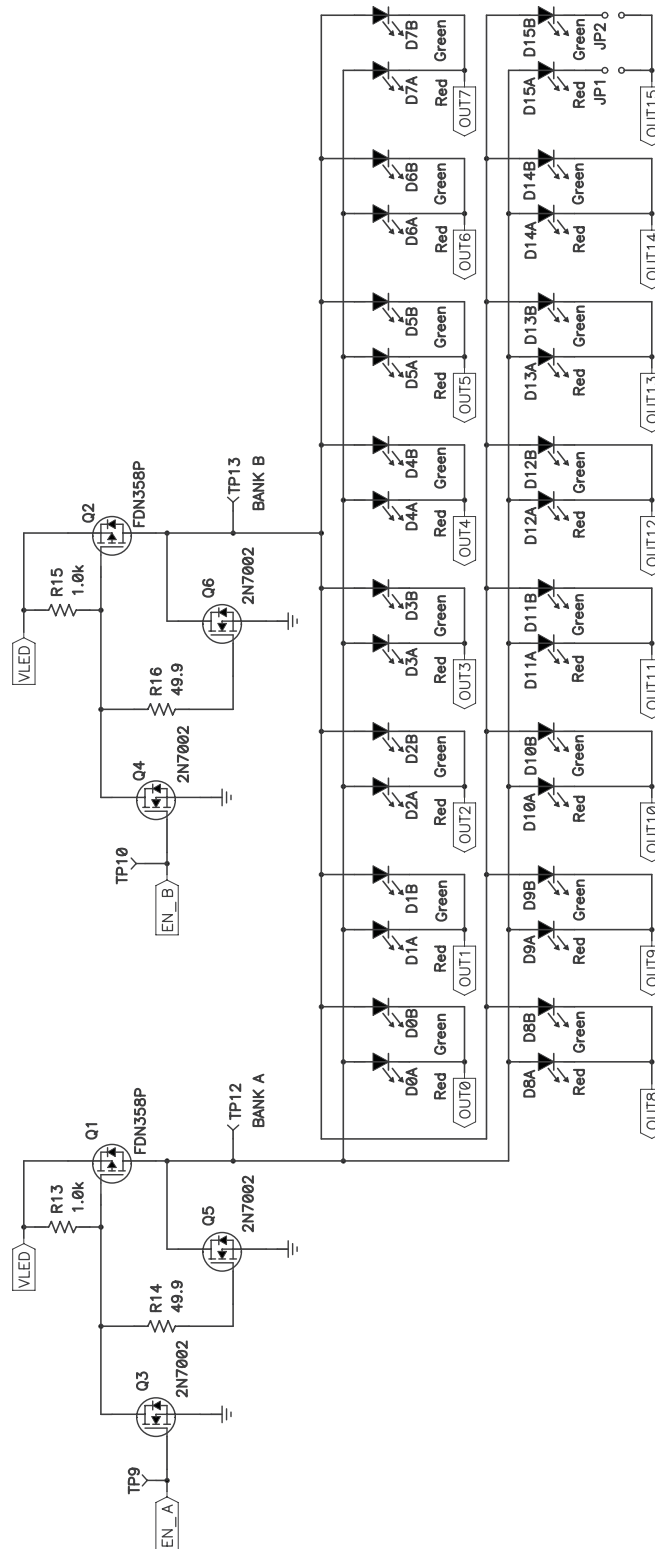 VLED
R13
1.0k
Q1
FDN358P
EN_A
TP9
Q3
2N7002
R14
49.9
Q5
2N7002
TP12
BANK A
VLED
R15
1.0k
Q2
FDN358P
EN_B
TP10
Q4
2N7002
R16
49.9
Q6
2N7002
TP13
BANK B
D0A
Red
D0B
Green
OUT0
D1A
Red
D1B
Green
OUT1
D2A
Red
D2B
Green
OUT2
D3A
Red
D3B
Green
OUT3
D4A
Red
D4B
Green
OUT4
D5A
Red
D5B
Green
OUT5
D6A
Red
D6B
Green
OUT6
D7A
Red
D7B
Green
OUT7
D8A
Red
D8B
Green
OUT8
D9A
Red
D9B
Green
OUT9
D10A
Red
D10B
Green
OUT10
D11A
Red
D11B
Green
OUT11
D12A
Red
D12B
Green
OUT12
D13A
Red
D13B
Green
OUT13
D14A
Red
D14B
Green
OUT14
D15A
Red
JP1
D15B
Green
JP2
OUT15